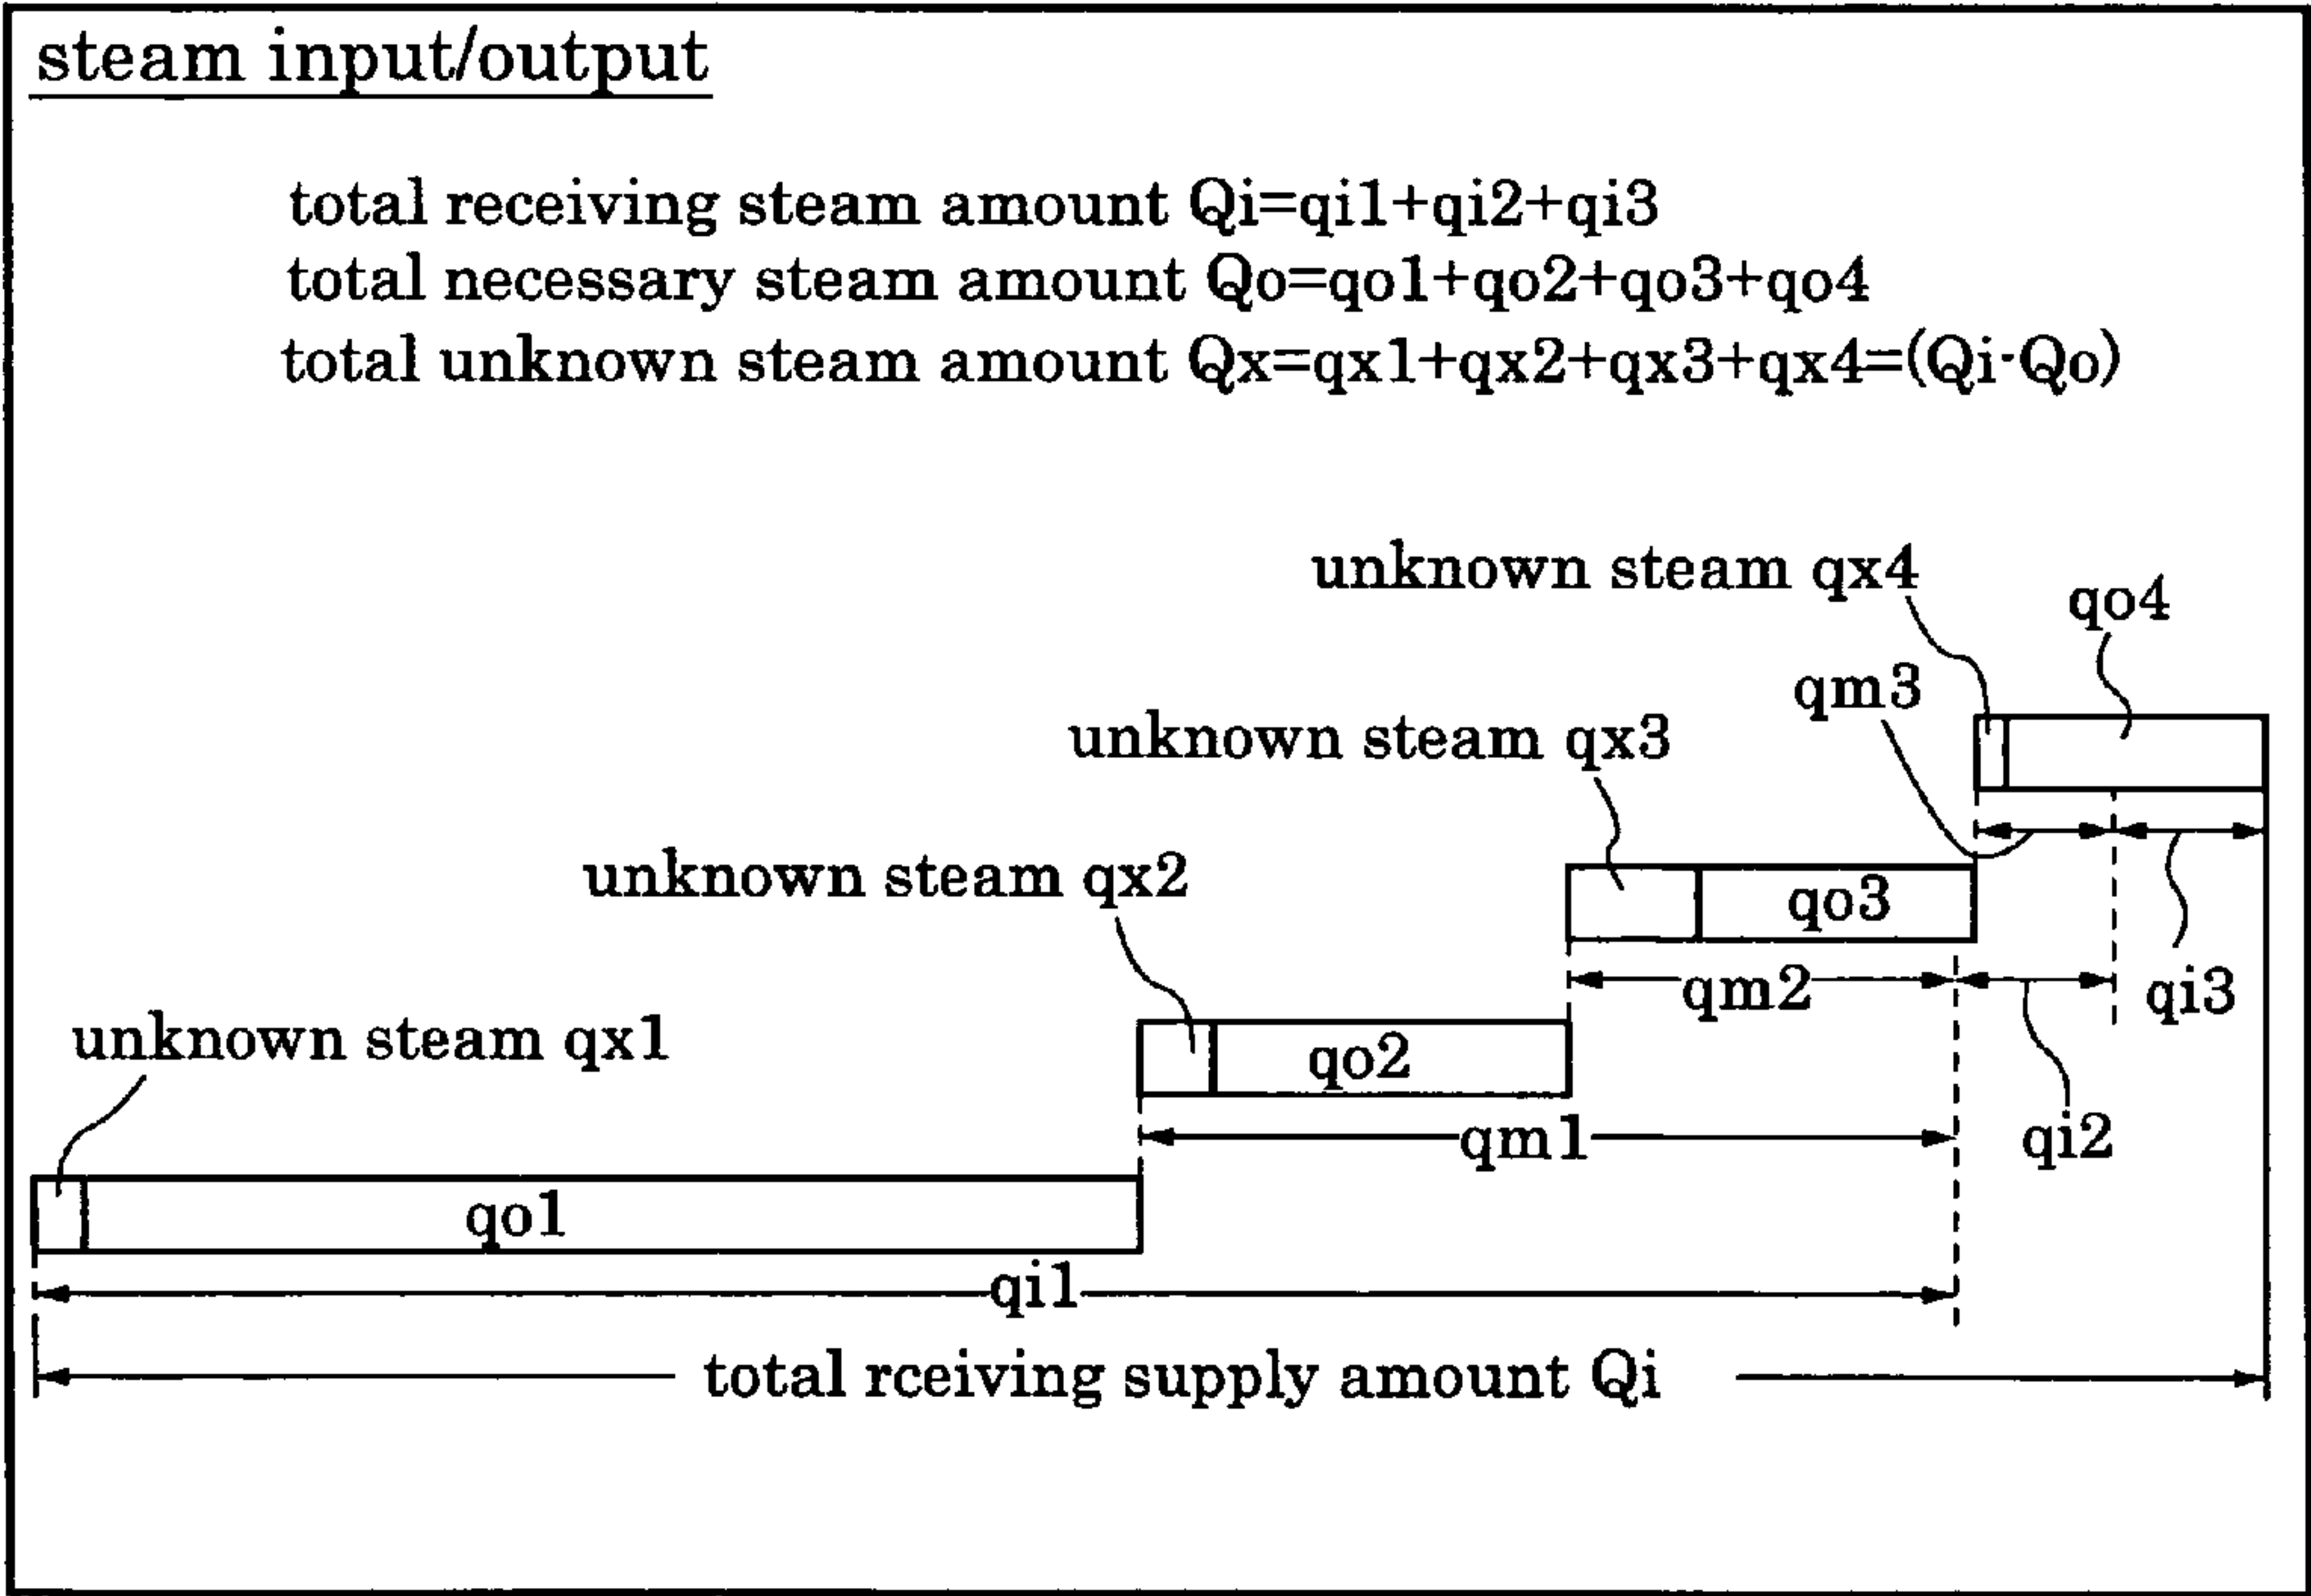 steam input/output
total receiving steam amount Qi=qi1+qi2+qi3
total necessary steam amount Qo=qo1+qo2+qo3+qo4
total unknown steam amount Qx=qx1+qx2+qx3+qx4=(Qi-Qo)
unknown steam qx4
qo4
qm3
unknown steam qx3
unknown steam qx2
qo3
qm2
qi3
unknown steam qx1
qo2
qm1
qi2
qo1
qi1
total rceiving supply amount Qi